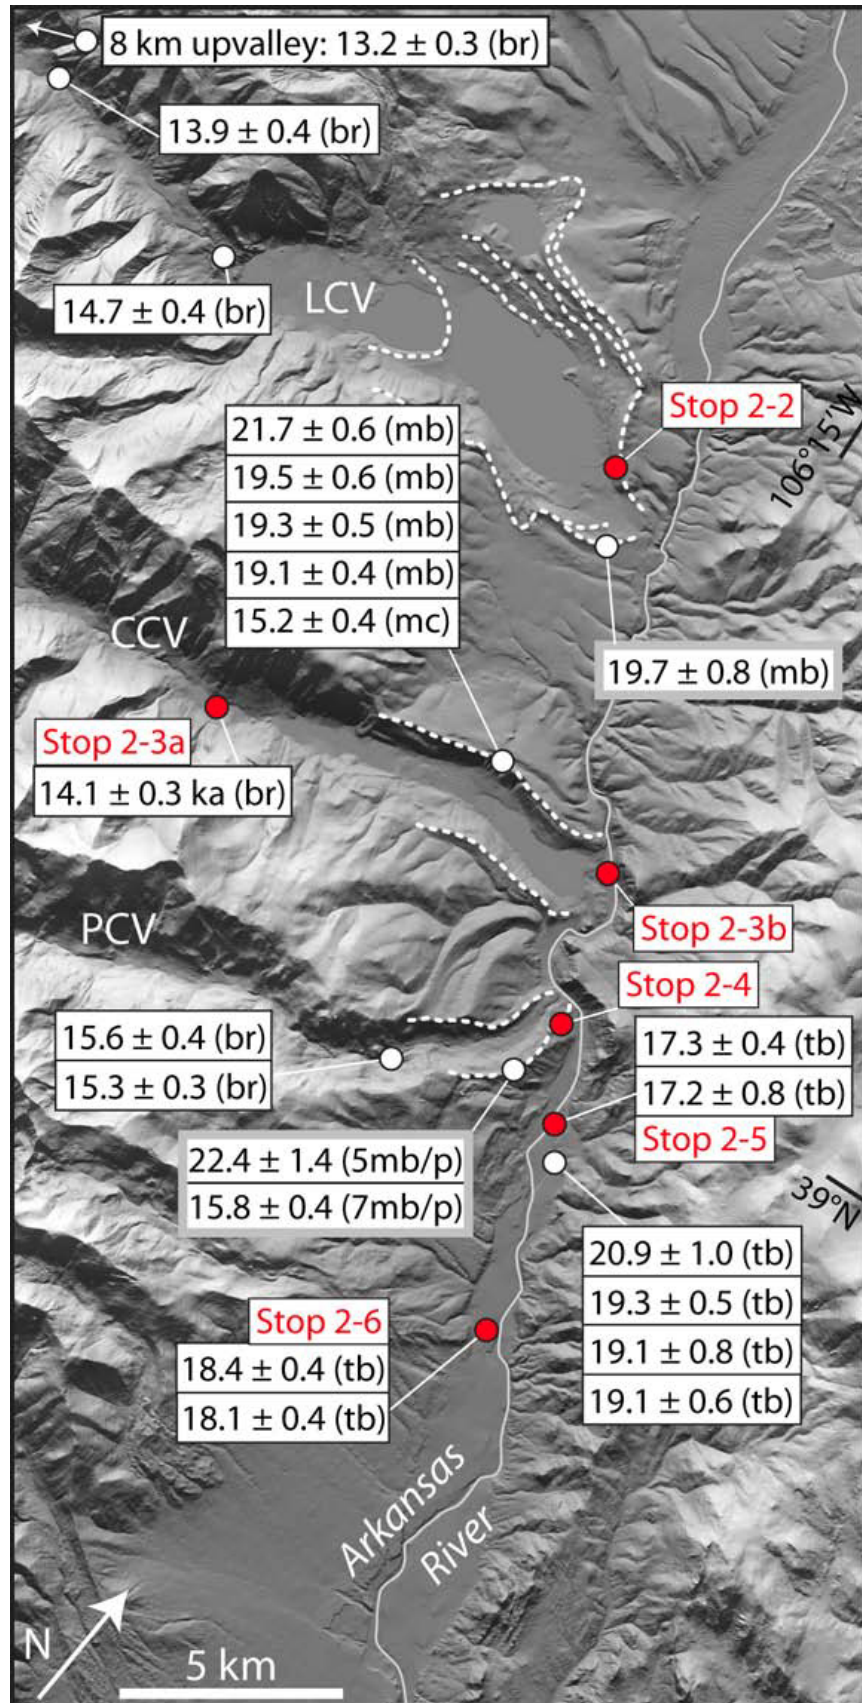 8 km upvalley: 13.2 ± 0.3 (br)
13.9 ± 0.4 (br)
14.7 ± 0.4 (br)
LCV
Stop 2-2
106°15'W
21.7 ± 0.6 (mb)
19.5 ± 0.6 (mb)
19.3 ± 0.5 (mb)
19.1 ± 0.4 (mb)
15.2 ± 0.4 (mc)
CCV
19.7 ± 0.8 (mb)
Stop 2-3a
14.1 ± 0.3 ka (br)
PCV
Stop 2-3b
Stop 2-4
15.6 ± 0.4 (br)
15.3 ± 0.3 (br)
17.3 ± 0.4 (tb)
17.2 ± 0.8 (tb)
Stop 2-5
22.4 ± 1.4 (5mb/p)
15.8 ± 0.4 (7mb/p)
39°N
20.9 ± 1.0 (tb)
19.3 ± 0.5 (tb)
19.1 ± 0.8 (tb)
19.1 ± 0.6 (tb)
Stop 2-6
18.4 ± 0.4 (tb)
18.1 ± 0.4 (tb)
Arkansas
River
N
5 km